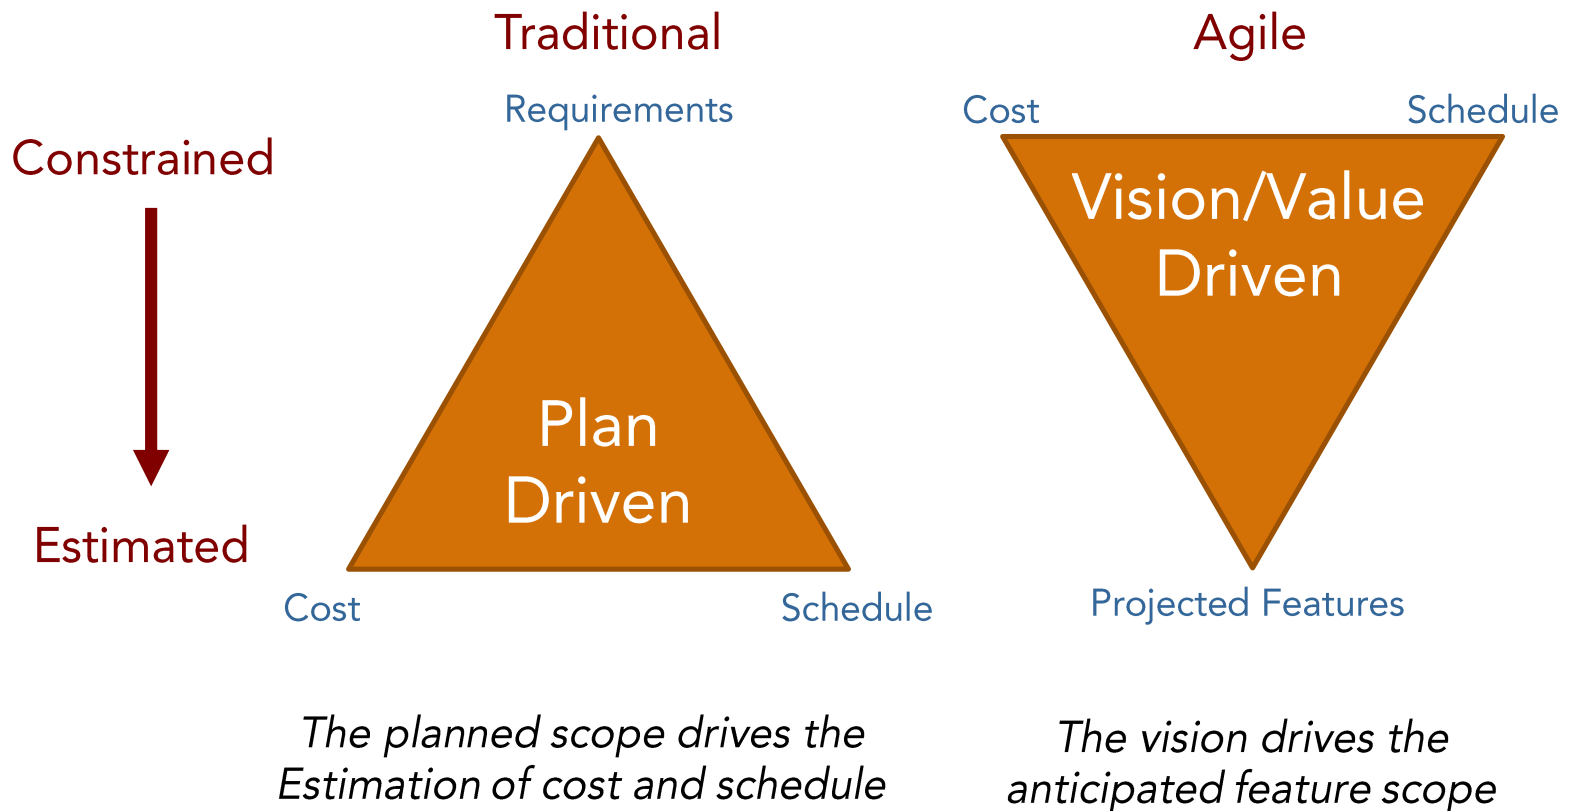 Traditional
Agile
Requirements
Cost
Schedule
Constrained
Vision/Value
Driven
Plan
Driven
Estimated
Cost
Schedule
Projected Features
The planned scope drives the
Estimation of cost and schedule
The vision drives the
anticipated feature scope